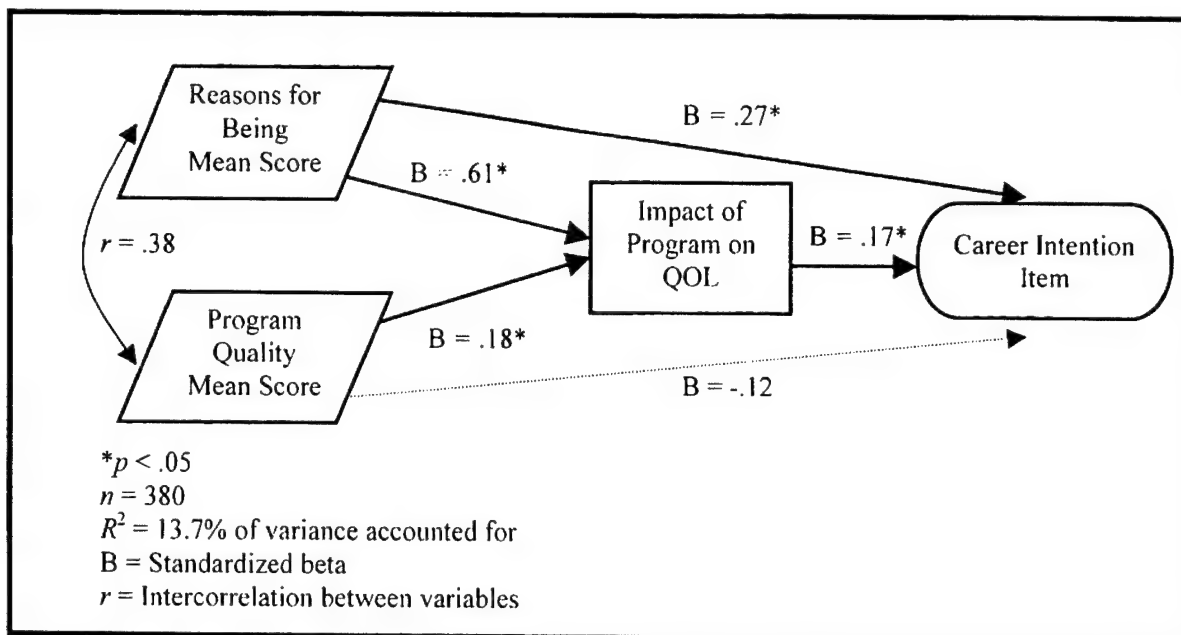 Reasons for
Being
Mean Score
B = .27*
B = .61*
Impact of
Program on
QOL
B = .17*
Career Intention
Item
r = .38
Program
Quality
Mean Score
B = .18*
B = -.12
*p < .05
n = 380
R² = 13.7% of variance accounted for
B = Standardized beta
r = Intercorrelation between variables